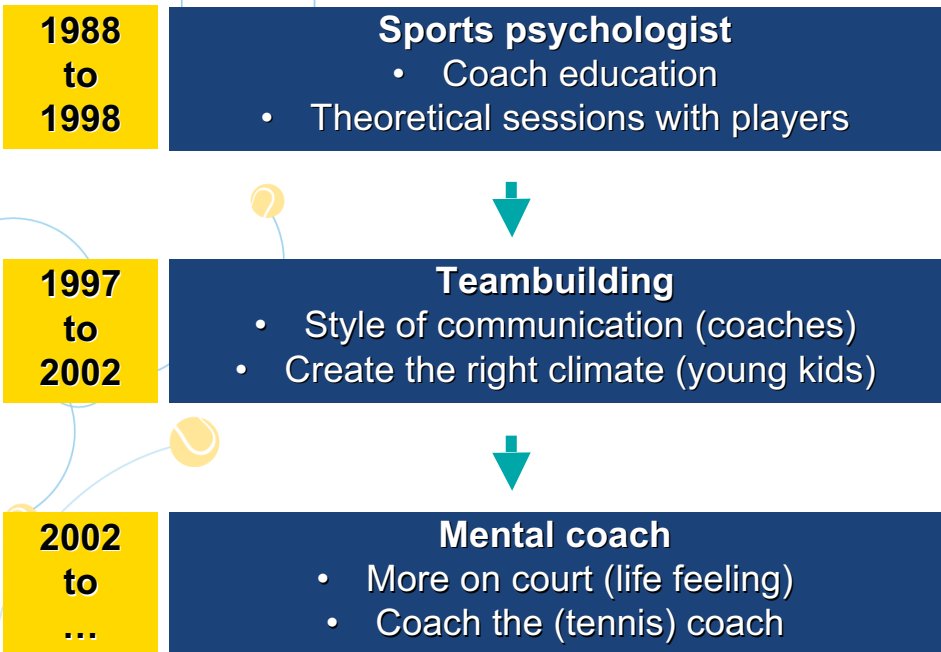 1988
to
1998
Sports psychologist
• Coach education
• Theoretical sessions with players
1997
to
2002
Teambuilding
• Style of communication (coaches)
• Create the right climate (young kids)
2002
to
…
Mental coach
• More on court (life feeling)
• Coach the (tennis) coach